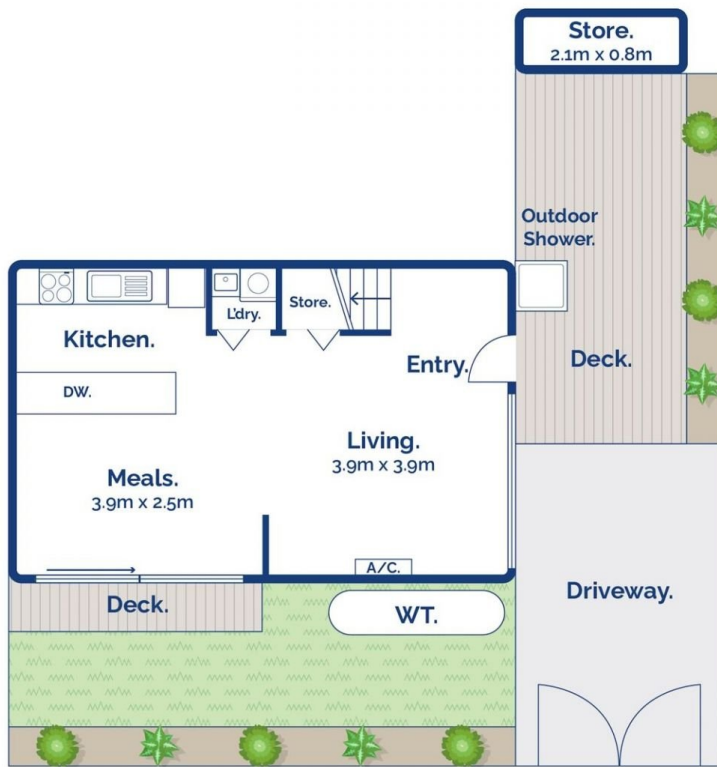 Store.
2.1m x 0.8m
Outdoor
Shower.
L'dry.
Store.
Kitchen.
Entry.
Deck.
DW.
Living.
3.9m x 3.9m
Meals.
3.9m x 2.5m
A/C.
Deck.
WT.
Driveway.